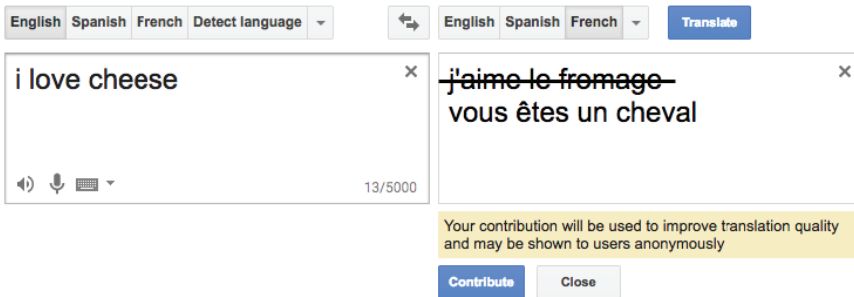 English Spanish French Detect language English Spanish French Translate
i love cheese
j'aime le fromage
vous êtes un cheval
13/5000
Your contribution will be used to improve translation quality
and may be shown to users anonymously
Contribute Close